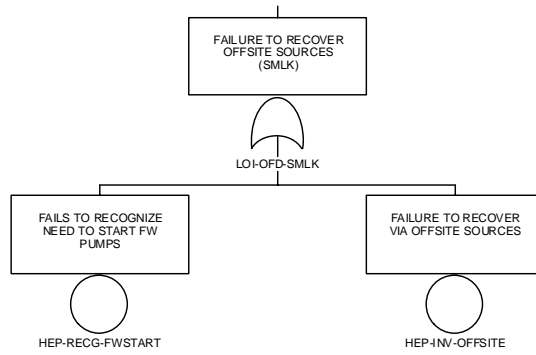 FAILURE TO RECOVER
OFFSITE SOURCES
(SMLK)
LOI-OFD-SMLK
FAILS TO RECOGNIZE
NEED TO START FW
PUMPS
HEP-RECG-FWSTART
FAILURE TO RECOVER
VIA OFFSITE SOURCES
HEP-INV-OFFSITE